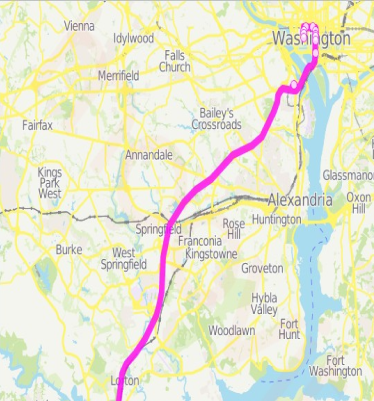 Vienna
Idylwood
Washington
Falls
Church
Merrifield
Bailey's
Crossroads
Fairfax
Annandale
Kings
Park
West
Glassmano
Alexandria
Oxon
Hill
Huntington
Rose
Hill
Springfield
Franconia
Kingstowne
Burke
West
Springfield
Groveton
Hybla
Valley
Fort
Hunt
Woodlawn
Fort
Washington
Lorton